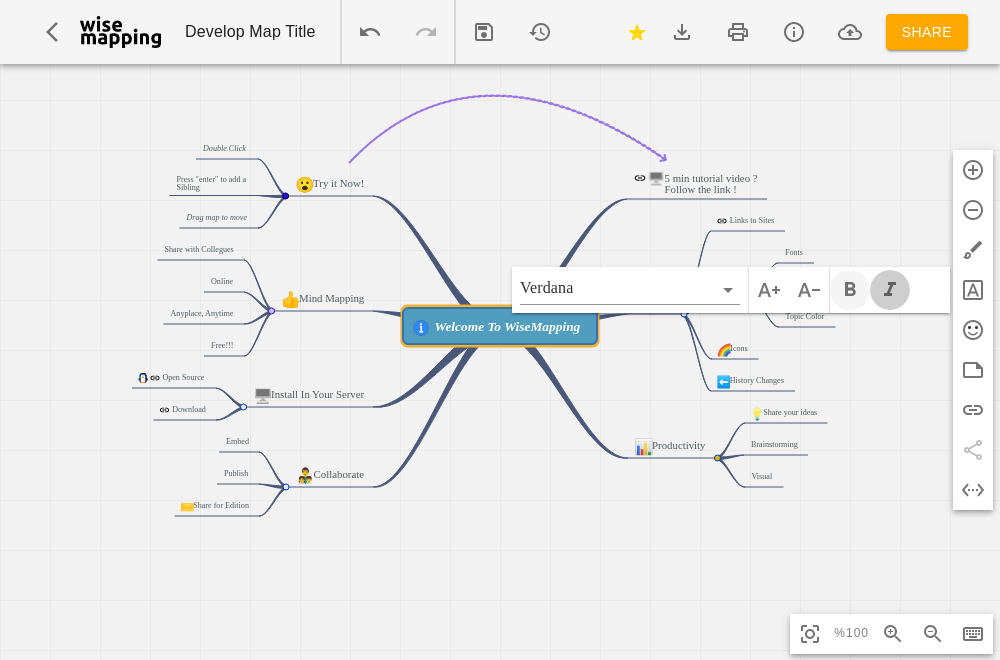 wise
mapping
Develop Map Title
SHARE
Double Click
Press "enter" to add a
Sibling
Drag map to move
Try it Now!
5 min tutorial video ?
Follow the link !
Links to Sites
Fonts
Share with Collegues
Online
Anyplace, Anytime
Free!!!
Mind Mapping
Verdana
A+
A-
B
I
Topic Color
Welcome To WiseMapping
Icons
History Changes
Open Source
Download
Install In Your Server
Share your ideas
Brainstorming
Visual
Productivity
Embed
Publish
Share for Edition
Collaborate
A
%100